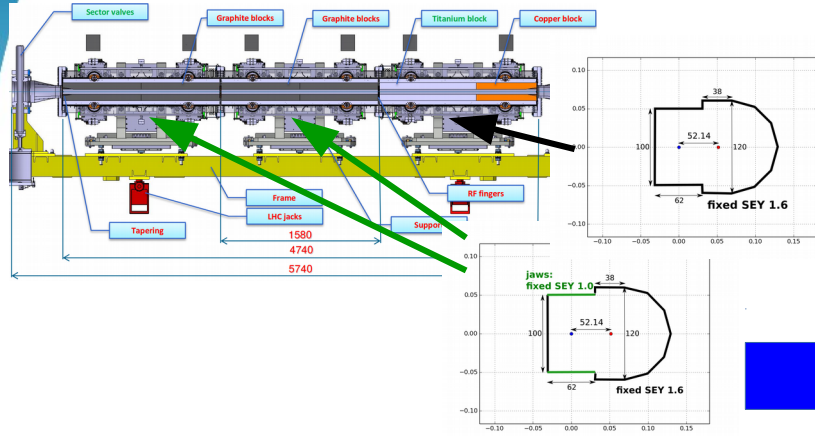 Sector valves
Graphite blocks
Graphite blocks
Titanium block
Copper block
Frame
LHC jacks
Tapering
RF fingers
Suppor
1580
4740
5740
0.10
0.05
0.00
−0.05
−0.10
38
100
52.14
120
62
fixed SEY 1.6
−0.10
−0.05
0.00
0.05
0.10
0.15
jaws:
fixed SEY 1.0
0.10
0.05
0.00
−0.05
−0.10
38
100
52.14
120
62
fixed SEY 1.6
−0.10
−0.05
0.00
0.05
0.10
0.15